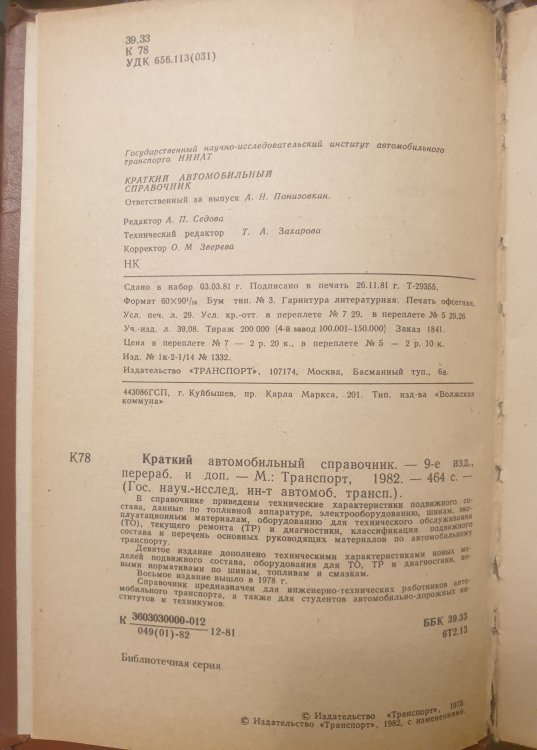 39.33
К 78
УДК 656.113(031)
Государственный научно-исследовательский институт автомобильного
транспорта НИИАТ
КРАТКИЙ АВТОМОБИЛЬНЫЙ
СПРАВОЧНИК
Ответственный за выпуск А. Н. Понизовкин.
Редактор А. П. Седова
Технический редактор Т. А. Захарова
Корректор О. М Зверева
НК
Сдано в набор 03.03.81 г. Подписано в печать 26.11.81 г. Т-29355.
Формат 60×90¹/₁₆ Бум тип. № 3. Гарнитура литературная. Печать офсетная.
Усл. печ. л. 29. Усл. кр.-отт. в переплете № 7 29, в переплете № 5 29.26
Уч.-изд. л. 39,08. Тираж 200 000 (4-й завод 100.001–150.000) Заказ 1841.
Цена в переплете № 7 — 2 р. 20 к., в переплете № 5 — 2 р. 10 к.
Изд. № 1к-2-1/14 № 1332.
Издательство «ТРАНСПОРТ», 107174, Москва, Басманный туп., 6а.
443086ГСП, г. Куйбышев, пр. Карла Маркса, 201. Тип. изд-ва «Волжская
коммуна»
К78
Краткий автомобильный справочник. — 9-е изд.,
перераб. и доп. — М.: Транспорт, 1982. — 464 с. —
(Гос. науч.-исслед. ин-т автомоб. трансп.).
В справочнике приведены технические характеристики подвижного со-
става, данные по топливной аппаратуре, электрооборудованию, шинам, экс-
плуатационным материалам, оборудованию для технического обслуживания
(ТО), текущего ремонта (ТР) и диагностики, классификация подвижного
состава и перечень основных руководящих материалов по автомобильному
транспорту.
Девятое издание дополнено техническими характеристиками новых мо-
делей подвижного состава, оборудования для ТО, ТР и диагностики, но-
выми нормативами по шинам, топливам и смазкам.
Восьмое издание вышло в 1978 г.
Справочник предназначен для инженерно-технических работников авто-
мобильного транспорта, а также для студентов автомобильно-дорожных ин-
ститутов и техникумов.
К 3603030000-012
049(01)-82 12-81
ББК 39.33
6Т2.13
Библиотечная серия
© Издательство «Транспорт», 1975.
© Издательство «Транспорт», 1982, с изменениями.